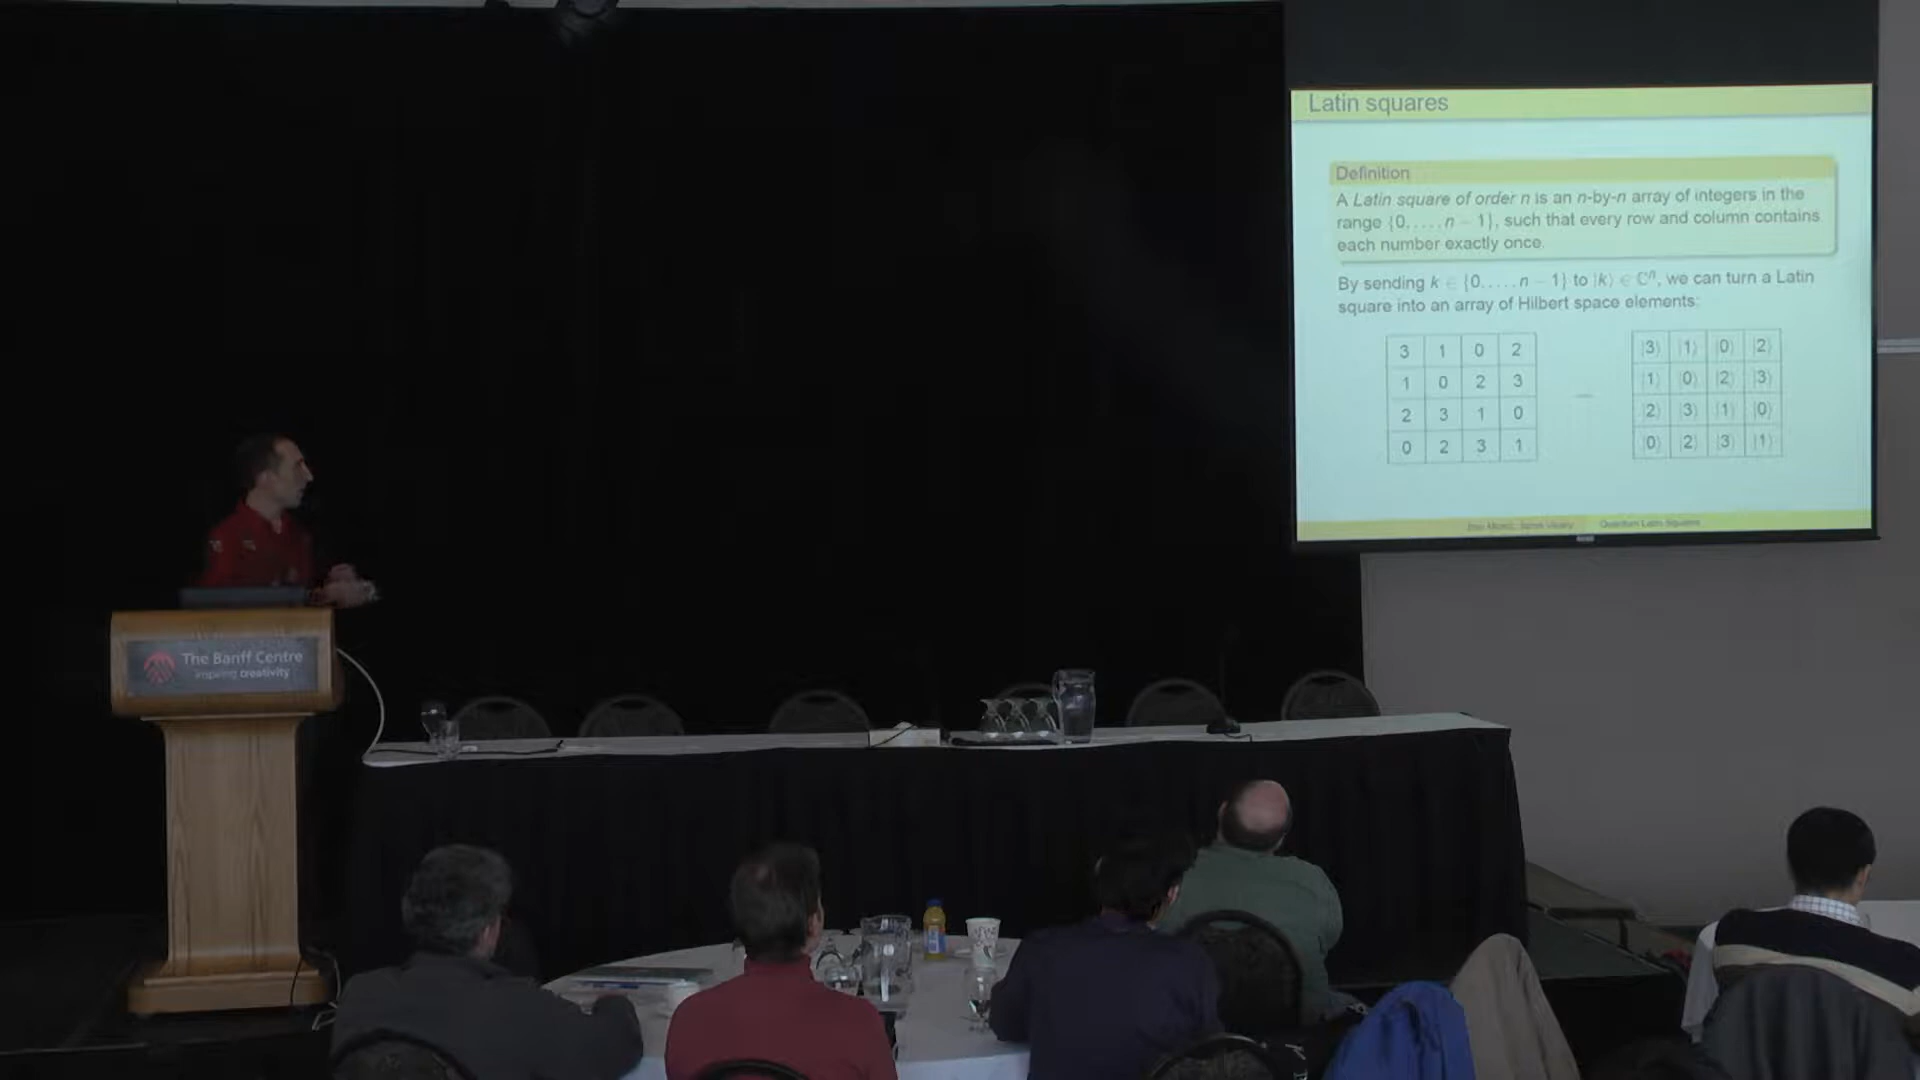 Latin squares
Definition
A Latin square of order n is an n-by-n array of integers in the
range {0, . . . , n − 1}, such that every row and column contains
each number exactly once.
By sending k ∈ {0, . . . , n − 1} to |k⟩ ∈ ℂⁿ, we can turn a Latin
square into an array of Hilbert space elements:
3 1 0 2
1 0 2 3
2 3 1 0
0 2 3 1
|3⟩ |1⟩ |0⟩ |2⟩
|1⟩ |0⟩ |2⟩ |3⟩
|2⟩ |3⟩ |1⟩ |0⟩
|0⟩ |2⟩ |3⟩ |1⟩
Quantum Latin Squares
The Banff Centre
inspiring creativity